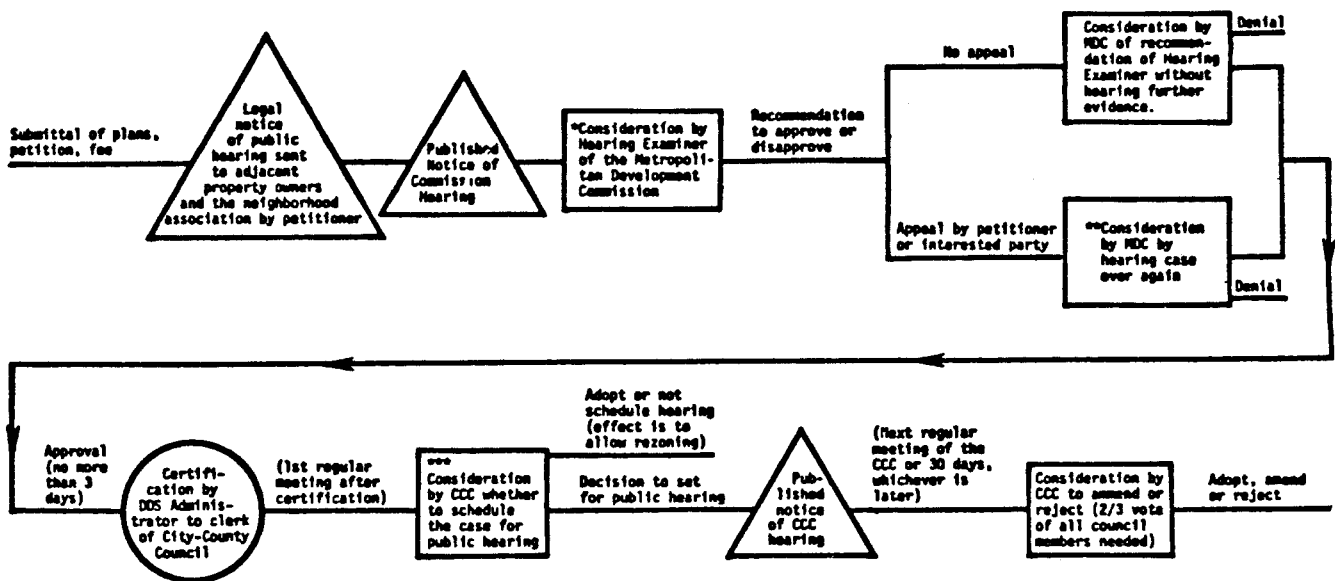 Submittal of plans,
petition, fee
Legal
notice
of public
hearing sent
to adjacent
property owners
and the neighborhood
association by petitioner
Published
Notice of
Commission
Hearing
*Consideration by
Hearing Examiner
of the Metropoli-
tan Development
Commission
Recommendation
to approve or
disapprove
No appeal
Consideration by
MDC of recommen-
dation of Hearing
Examiner without
hearing further
evidence.
Denial
Appeal by petitioner
or interested party
**Consideration
by MDC by
hearing case
over again
Denial
Approval
(no more
than 3
days)
Certifi-
cation by
DDS Adminis-
trator to clerk
of City-County
Council
(1st regular
meeting after
certification)
***
Consideration
by CCC whether
to schedule
the case for
public hearing
Adopt or not
schedule hearing
(effect is to
allow rezoning)
Decision to set
for public hearing
Pub-
lished
notice
of CCC
hearing
(Next regular
meeting of the
CCC or 30 days,
whichever is
later)
Consideration by
CCC to ammend or
reject (2/3 vote
of all council
members needed)
Adopt, amend
or reject